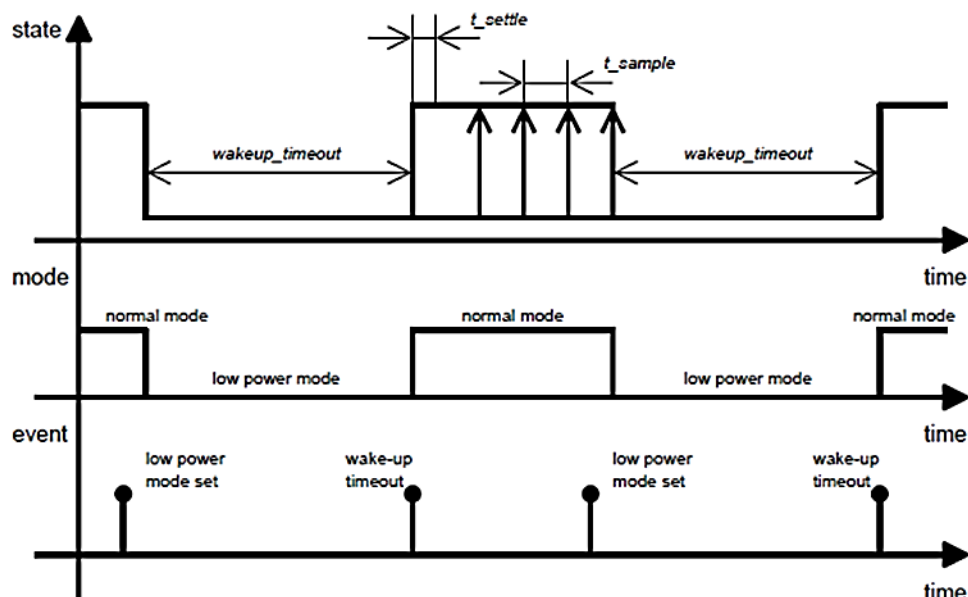 state
t_settle
t_sample
wakeup_timeout
wakeup_timeout
mode
time
normal mode
normal mode
normal mode
low power mode
low power mode
event
time
low power
mode set
wake-up
timeout
low power
mode set
wake-up
timeout
time